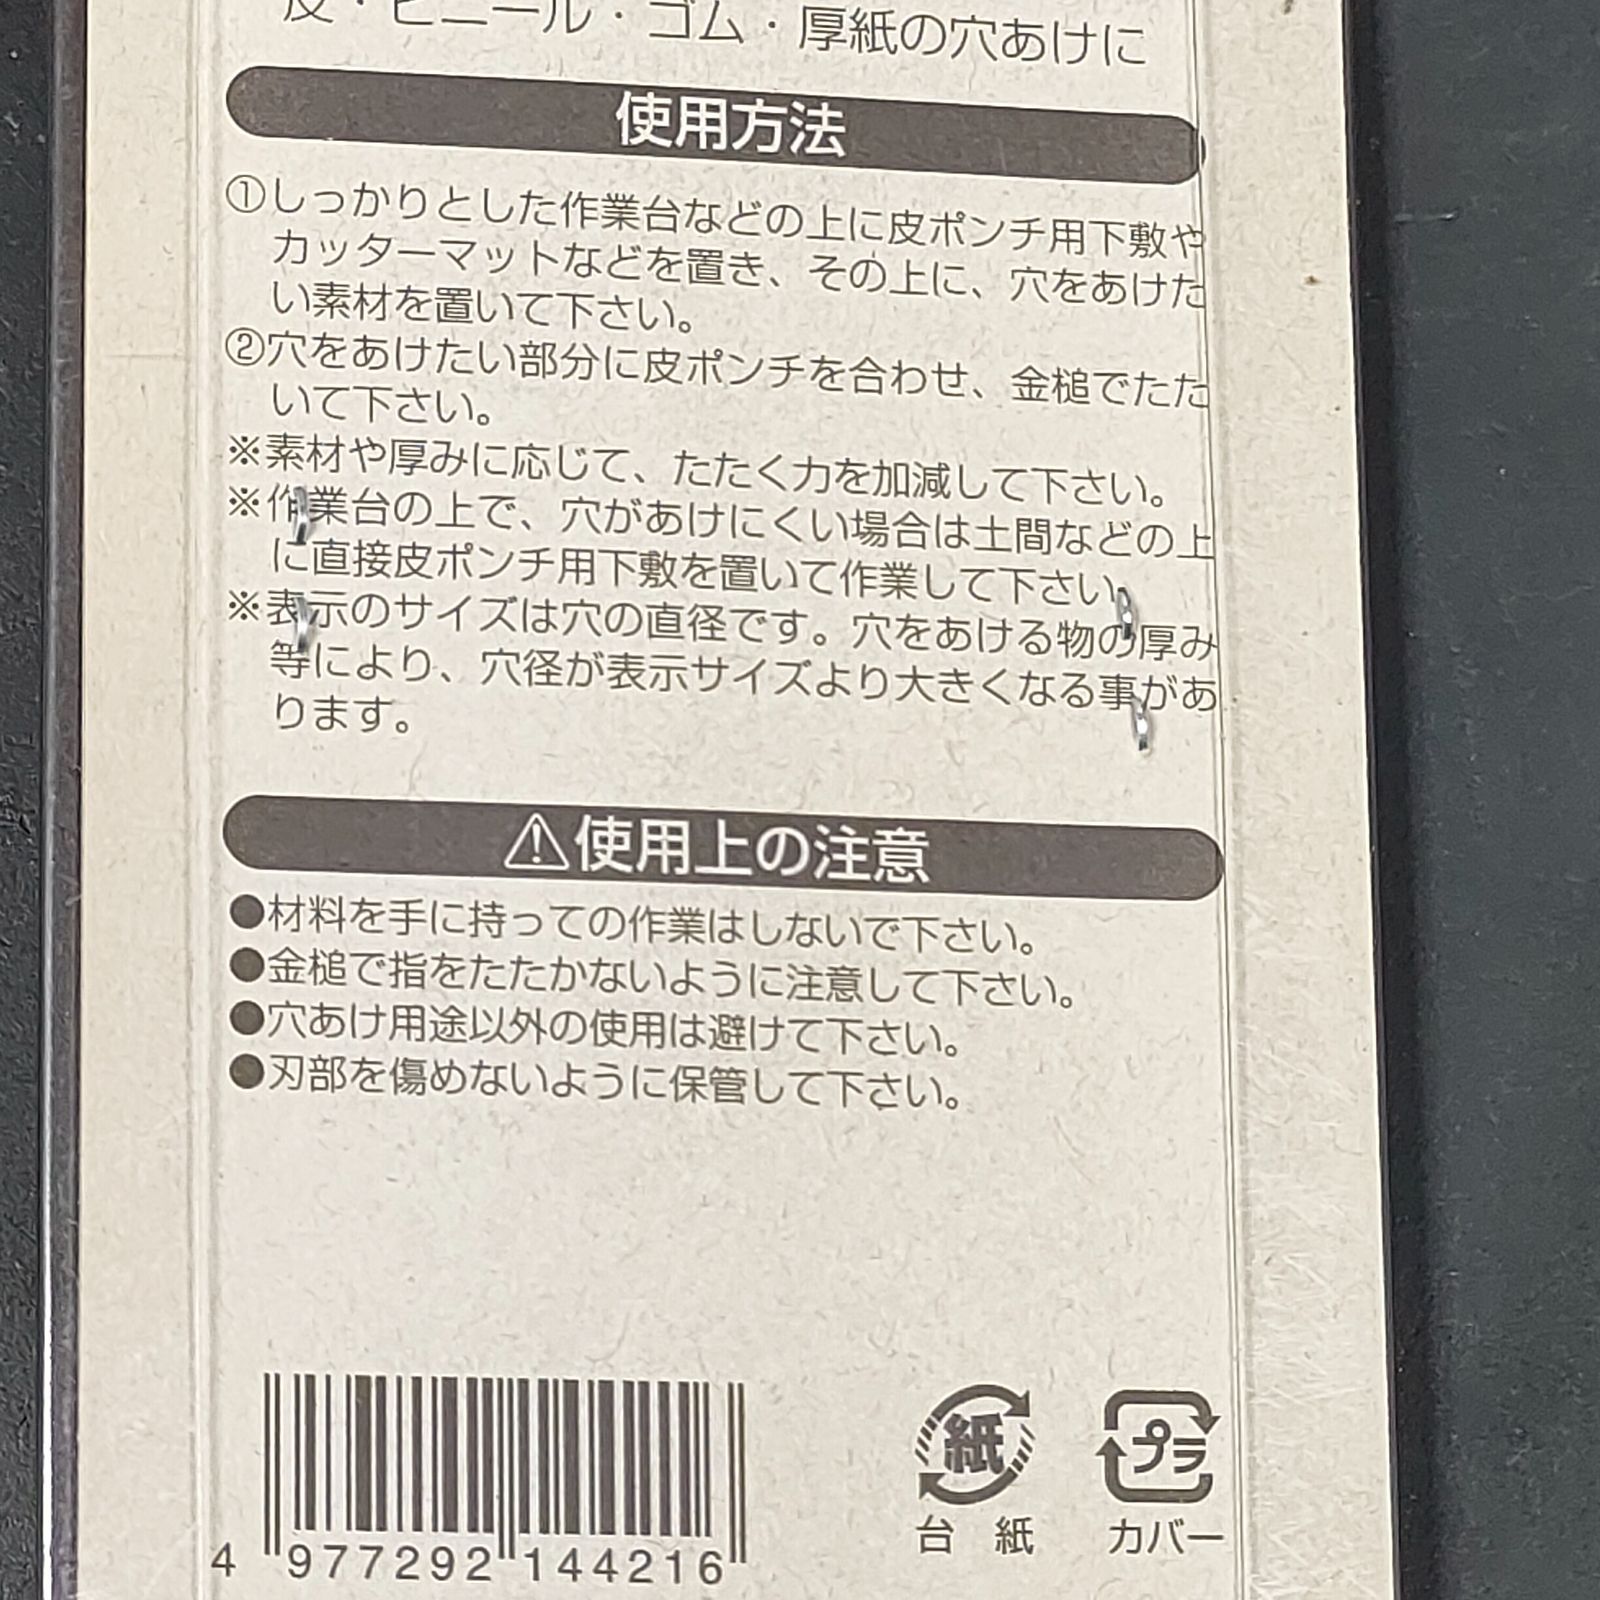 皮・ビニール・ゴム・厚紙の穴あけに
使用方法
①しっかりとした作業台などの上に皮ポンチ用下敷や
カッターマットなどを置き、その上に、穴をあけた
い素材を置いて下さい。
②穴をあけたい部分に皮ポンチを合わせ、金槌でたた
いて下さい。
※素材や厚みに応じて、たたく力を加減して下さい。
※作業台の上で、穴があけにくい場合は土間などの上
に直接皮ポンチ用下敷を置いて作業して下さい。
※表示のサイズは穴の直径です。穴をあける物の厚み
等により、穴径が表示サイズより大きくなる事があ
ります。
⚠使用上の注意
●材料を手に持っての作業はしないで下さい。
●金槌で指をたたかないように注意して下さい。
●穴あけ用途以外の使用は避けて下さい。
●刃部を傷めないように保管して下さい。
紙
プラ
台紙
カバー
4 977292 144216